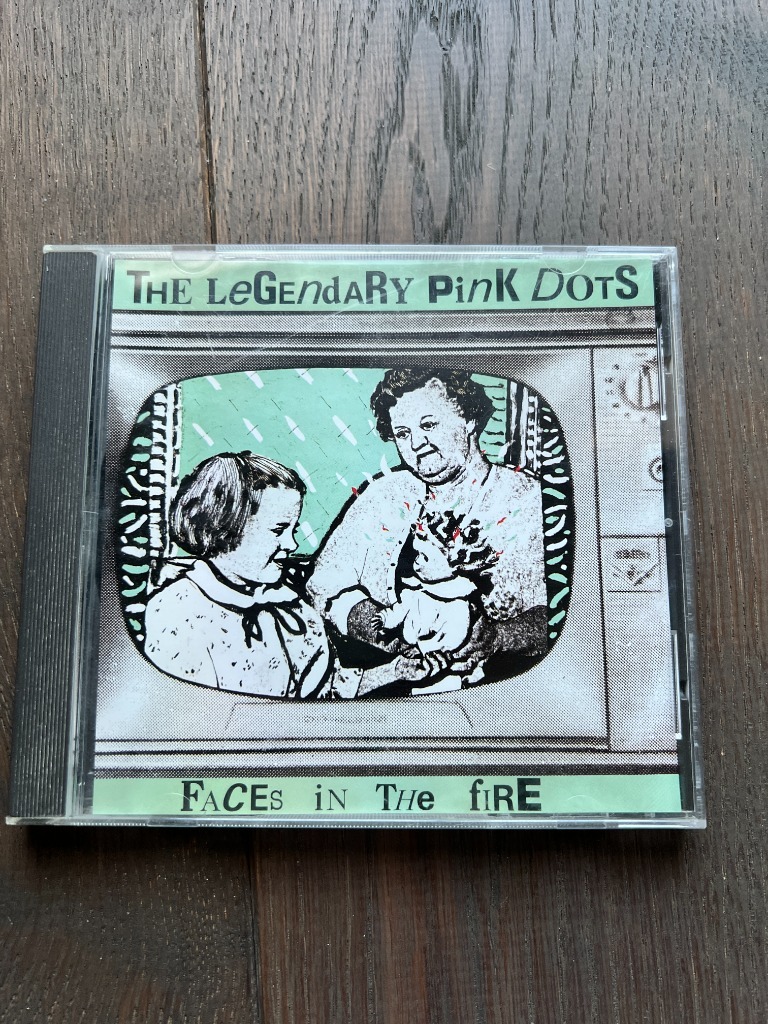 THE LeGEndARY PinK DOTS
FACEs iN THe fIRE